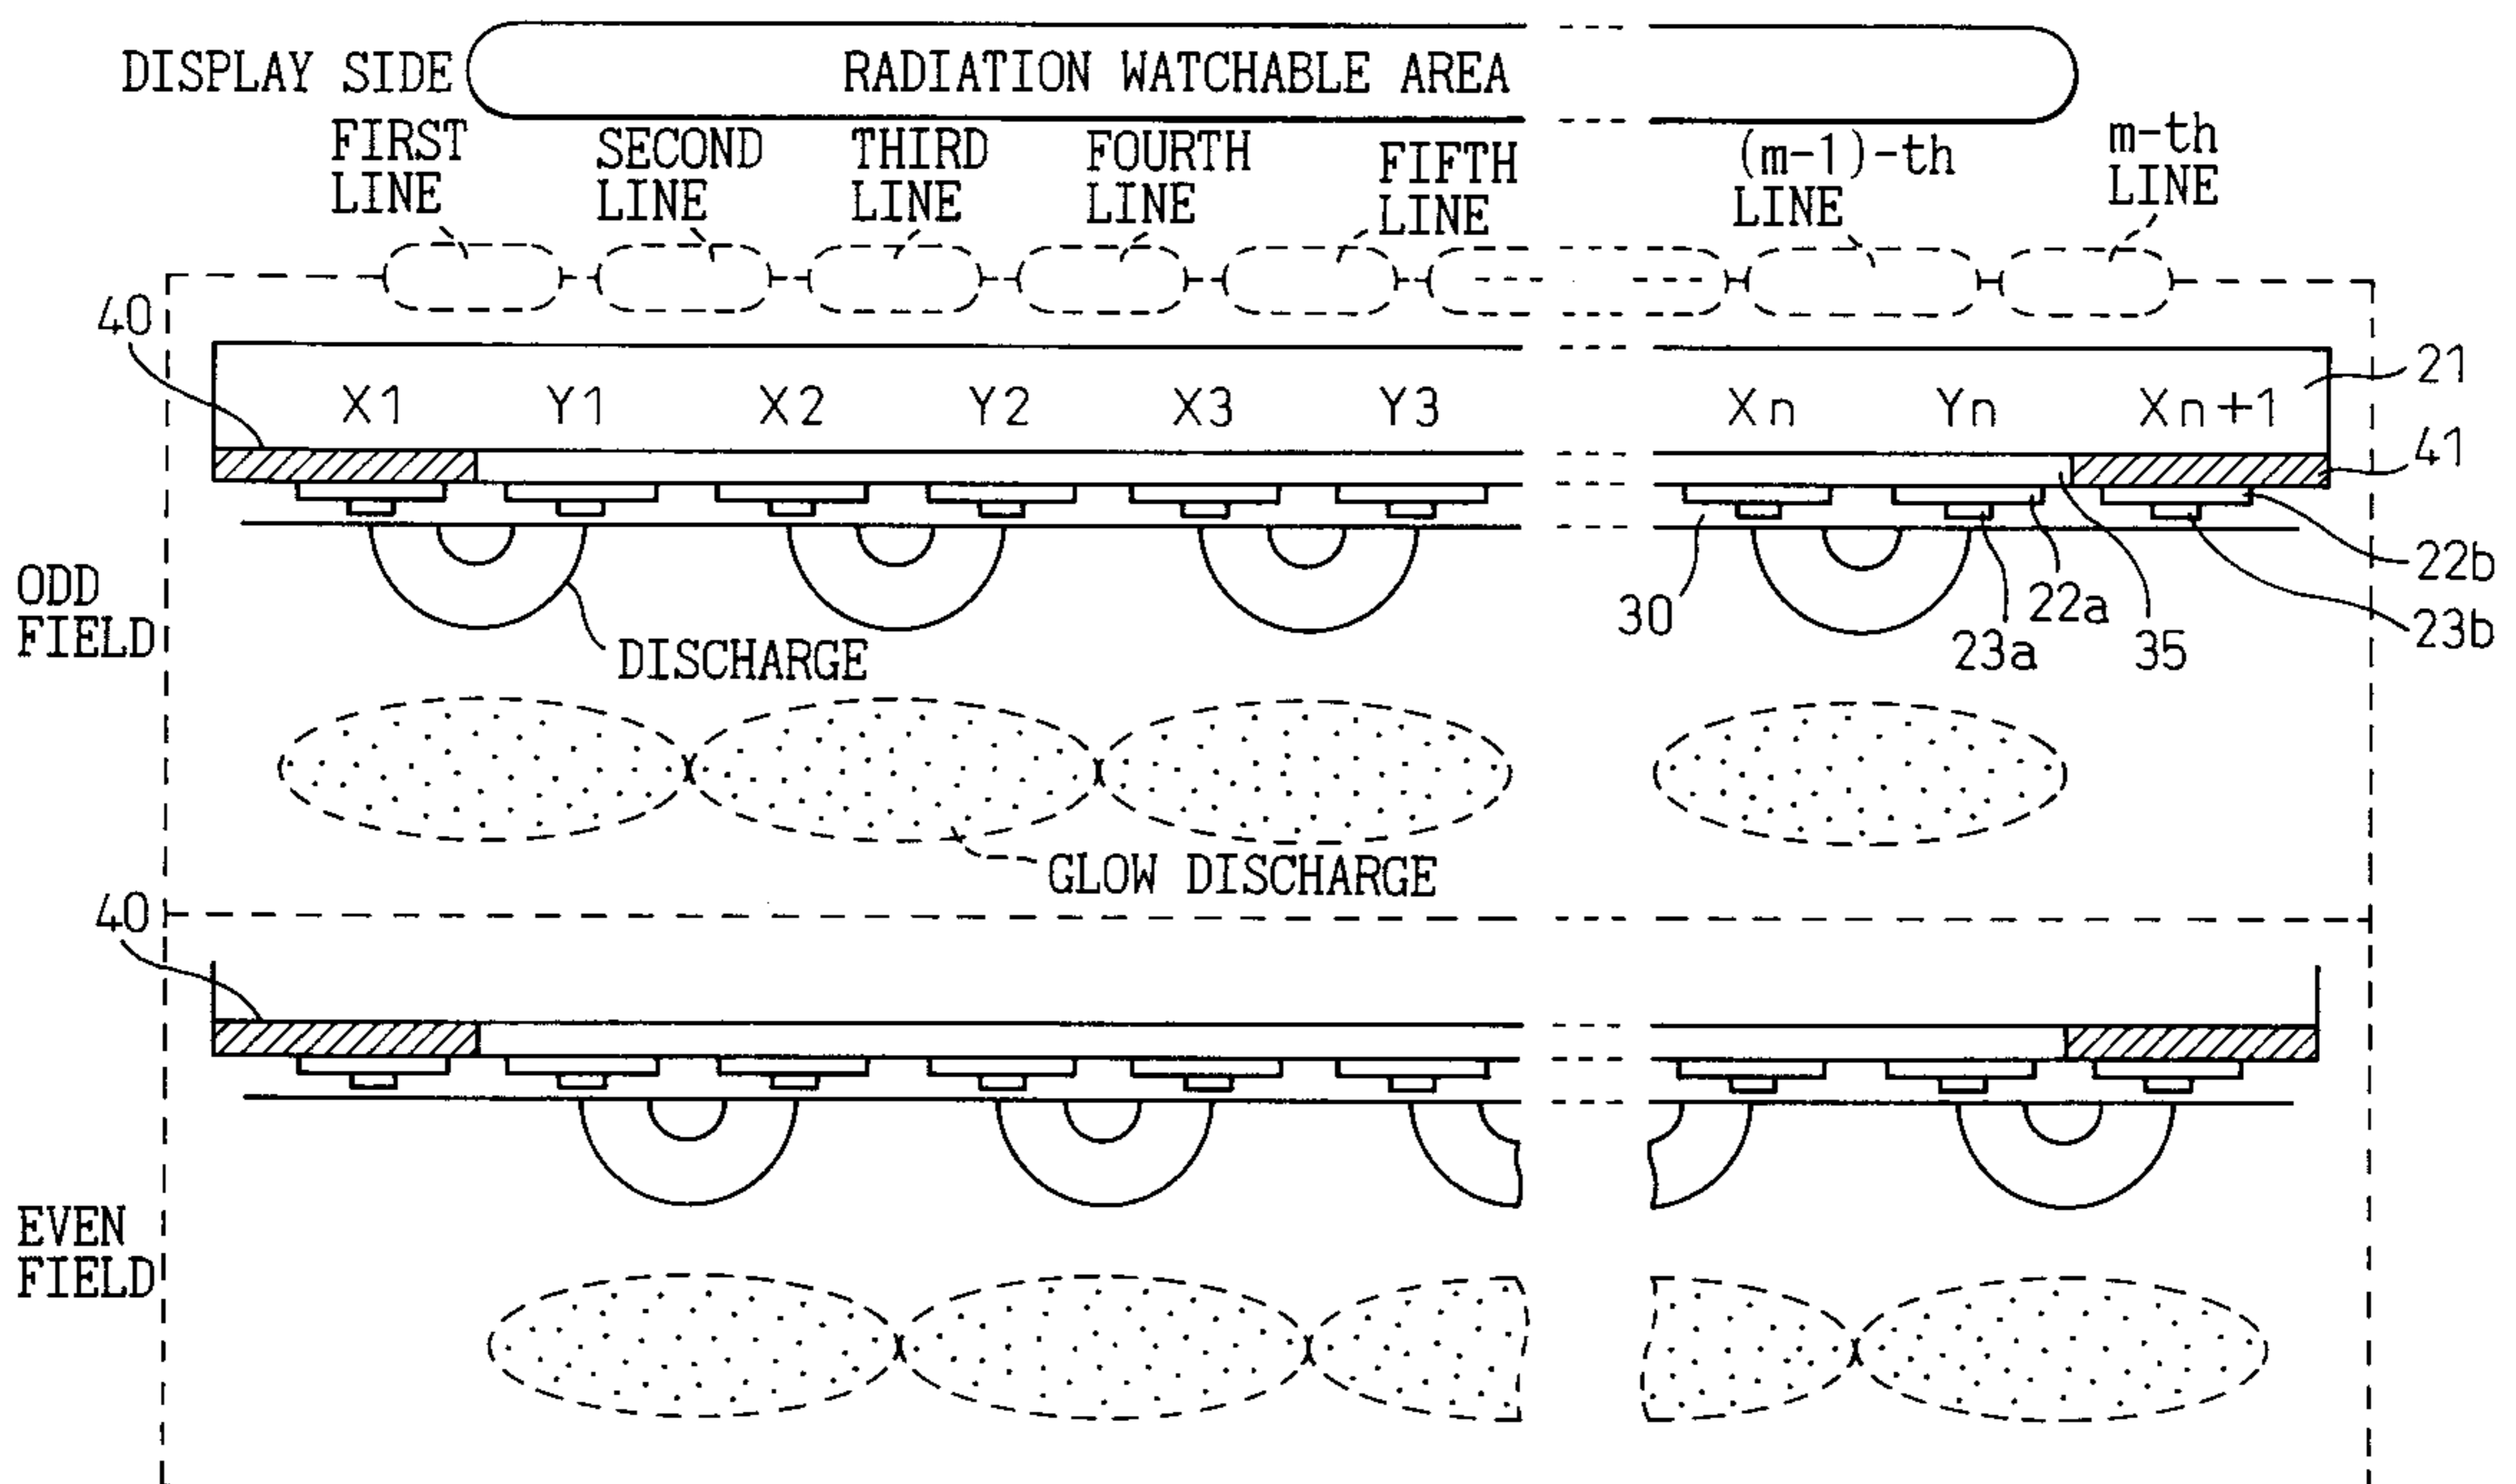 DISPLAY SIDE
RADIATION WATCHABLE AREA
FIRST
LINE
SECOND
LINE
THIRD
LINE
FOURTH
LINE
FIFTH
LINE
(m-1)-th
LINE
m-th
LINE
40
X1 Y1 X2 Y2 X3 Y3 Xn Yn Xn+1
21
41
22b
23b
30
23a
22a
35
ODD
FIELD
DISCHARGE
GLOW DISCHARGE
40
EVEN
FIELD